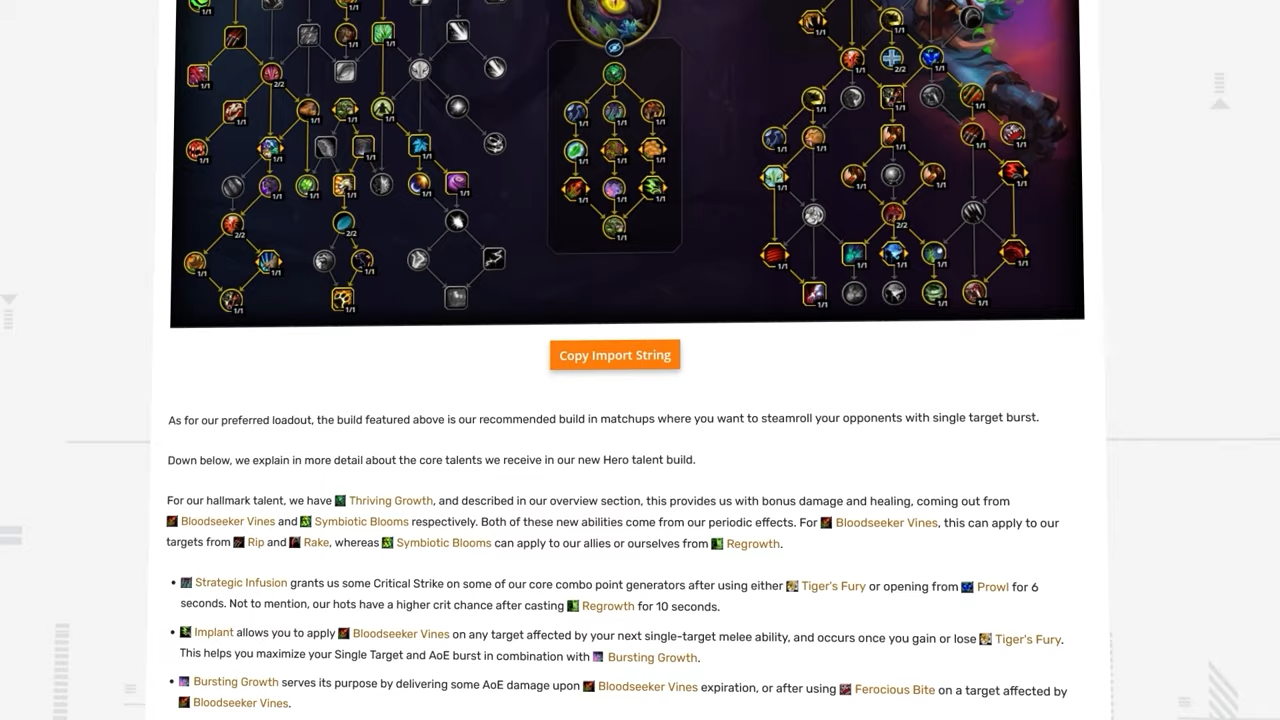 Copy Import String
As for our preferred loadout, the build featured above is our recommended build in matchups where you want to steamroll your opponents with single target burst.
Down below, we explain in more detail about the core talents we receive in our new Hero talent build.
For our hallmark talent, we have Thriving Growth, and described in our overview section, this provides us with bonus damage and healing, coming out from
Bloodseeker Vines and Symbiotic Blooms respectively. Both of these new abilities come from our periodic effects. For Bloodseeker Vines, this can apply to our
targets from Rip and Rake, whereas Symbiotic Blooms can apply to our allies or ourselves from Regrowth.
• Strategic Infusion grants us some Critical Strike on some of our core combo point generators after using either Tiger's Fury or opening from Prowl for 6
seconds. Not to mention, our hots have a higher crit chance after casting Regrowth for 10 seconds.
• Implant allows you to apply Bloodseeker Vines on any target affected by your next single-target melee ability, and occurs once you gain or lose Tiger's Fury.
This helps you maximize your Single Target and AoE burst in combination with Bursting Growth.
• Bursting Growth serves its purpose by delivering some AoE damage upon Bloodseeker Vines expiration, or after using Ferocious Bite on a target affected by
Bloodseeker Vines.